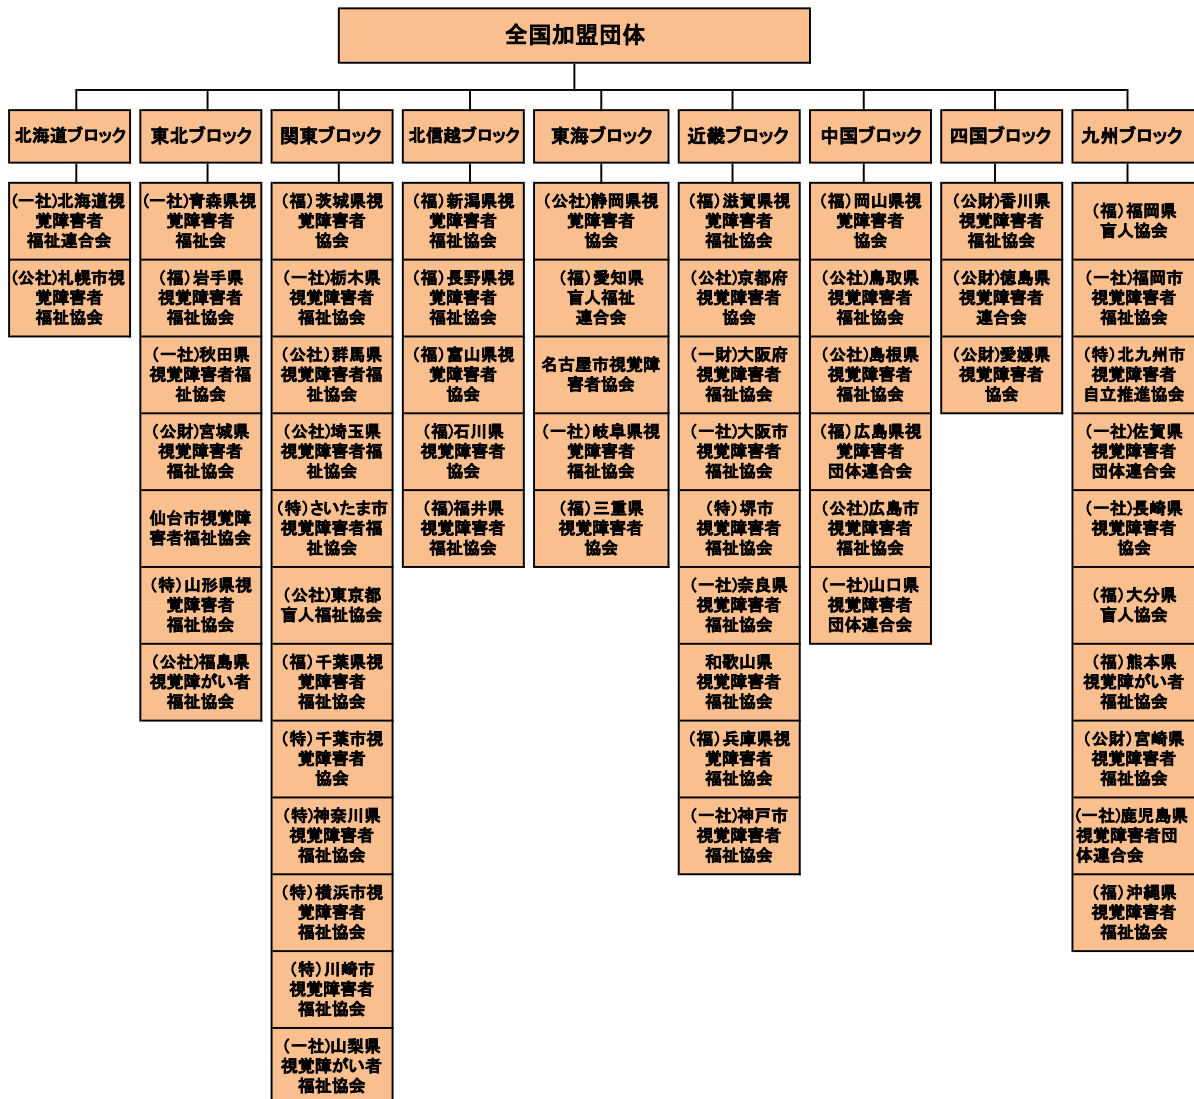 全国加盟団体
北海道ブロック
東北ブロック
関東ブロック
北信越ブロック
東海ブロック
近畿ブロック
中国ブロック
四国ブロック
九州ブロック
(一社)北海道視
覚障害者
福祉連合会
(公社)札幌市視
覚障害者
福祉協会
(一社)青森県視
覚障害者
福祉会
(福)岩手県
視覚障害者
福祉協会
(一社)秋田県
視覚障害者福
祉協会
(公財)宮城県
視覚障害者
福祉協会
仙台市視覚障
害者福祉協会
(特)山形県視
覚障害者
福祉協会
(公社)福島県
視覚障がい者
福祉協会
(福)茨城県視
覚障害者
協会
(一社)栃木県
視覚障害者
福祉協会
(公社)群馬県
視覚障害者福
祉協会
(公社)埼玉県
視覚障害者福
祉協会
(特)さいたま市
視覚障害者福
祉協会
(公社)東京都
盲人福祉協会
(福)千葉県視
覚障害者
福祉協会
(特)千葉市視
覚障害者
協会
(特)神奈川県
視覚障害者
福祉協会
(特)横浜市視
覚障害者
福祉協会
(特)川崎市
視覚障害者
福祉協会
(一社)山梨県
視覚障がい者
福祉協会
(福)新潟県視
覚障害者
福祉協会
(福)長野県視
覚障害者
福祉協会
(福)富山県視
覚障害者
協会
(福)石川県
視覚障害者
協会
(福)福井県
視覚障害者
福祉協会
(公社)静岡県視
覚障害者
協会
(福)愛知県
盲人福祉
連合会
名古屋市視覚障
害者協会
(一社)岐阜県視
覚障害者
福祉協会
(福)三重県
視覚障害者
協会
(福)滋賀県視
覚障害者
福祉協会
(公社)京都府
視覚障害者
協会
(一財)大阪府
視覚障害者
福祉協会
(一社)大阪市
視覚障害者
福祉協会
(特)堺市
視覚障害者
福祉協会
(一社)奈良県
視覚障害者
福祉協会
和歌山県
視覚障害者
福祉協会
(福)兵庫県視
覚障害者
福祉協会
(一社)神戸市
視覚障害者
福祉協会
(福)岡山県視
覚障害者
協会
(公社)鳥取県
視覚障害者
福祉協会
(公社)島根県
視覚障害者
福祉協会
(福)広島県視
覚障害者
団体連合会
(公社)広島市
視覚障害者
福祉協会
(一社)山口県
視覚障害者
団体連合会
(公財)香川県
視覚障害者
福祉協会
(公財)徳島県
視覚障害者
連合会
(公財)愛媛県
視覚障害者
協会
(福)福岡県
盲人協会
(一社)福岡市
視覚障害者
福祉協会
(特)北九州市
視覚障害者
自立推進協会
(一社)佐賀県
視覚障害者
団体連合会
(一社)長崎県
視覚障害者
協会
(福)大分県
盲人協会
(福)熊本県
視覚障がい者
福祉協会
(公財)宮崎県
視覚障害者
福祉協会
(一社)鹿児島県
視覚障害者団
体連合会
(福)沖縄県
視覚障害者
福祉協会